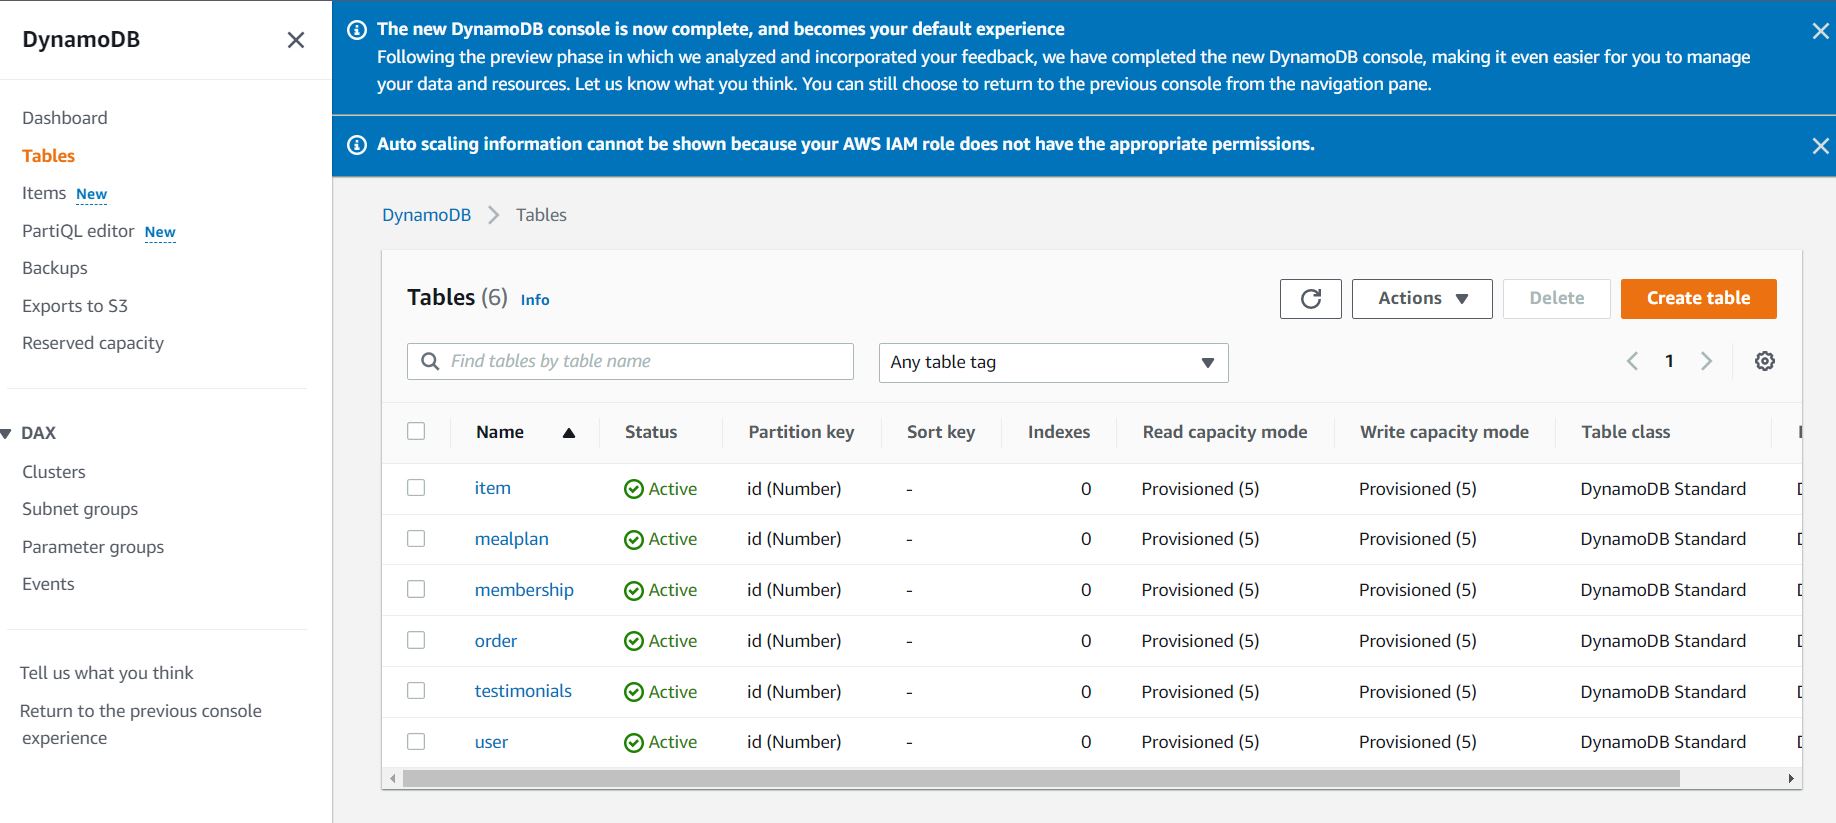 DynamoDB
Dashboard
Tables
Items New
PartiQL editor New
Backups
Exports to S3
Reserved capacity
DAX
Clusters
Subnet groups
Parameter groups
Events
Tell us what you think
Return to the previous console
experience
The new DynamoDB console is now complete, and becomes your default experience
Following the preview phase in which we analyzed and incorporated your feedback, we have completed the new DynamoDB console, making it even easier for you to manage
your data and resources. Let us know what you think. You can still choose to return to the previous console from the navigation pane.
Auto scaling information cannot be shown because your AWS IAM role does not have the appropriate permissions.
DynamoDB Tables
Tables (6) Info
Actions Delete Create table
Find tables by table name Any table tag 1
Name Status Partition key Sort key Indexes Read capacity mode Write capacity mode Table class
item Active id (Number) - 0 Provisioned (5) Provisioned (5) DynamoDB Standard
mealplan Active id (Number) - 0 Provisioned (5) Provisioned (5) DynamoDB Standard
membership Active id (Number) - 0 Provisioned (5) Provisioned (5) DynamoDB Standard
order Active id (Number) - 0 Provisioned (5) Provisioned (5) DynamoDB Standard
testimonials Active id (Number) - 0 Provisioned (5) Provisioned (5) DynamoDB Standard
user Active id (Number) - 0 Provisioned (5) Provisioned (5) DynamoDB Standard